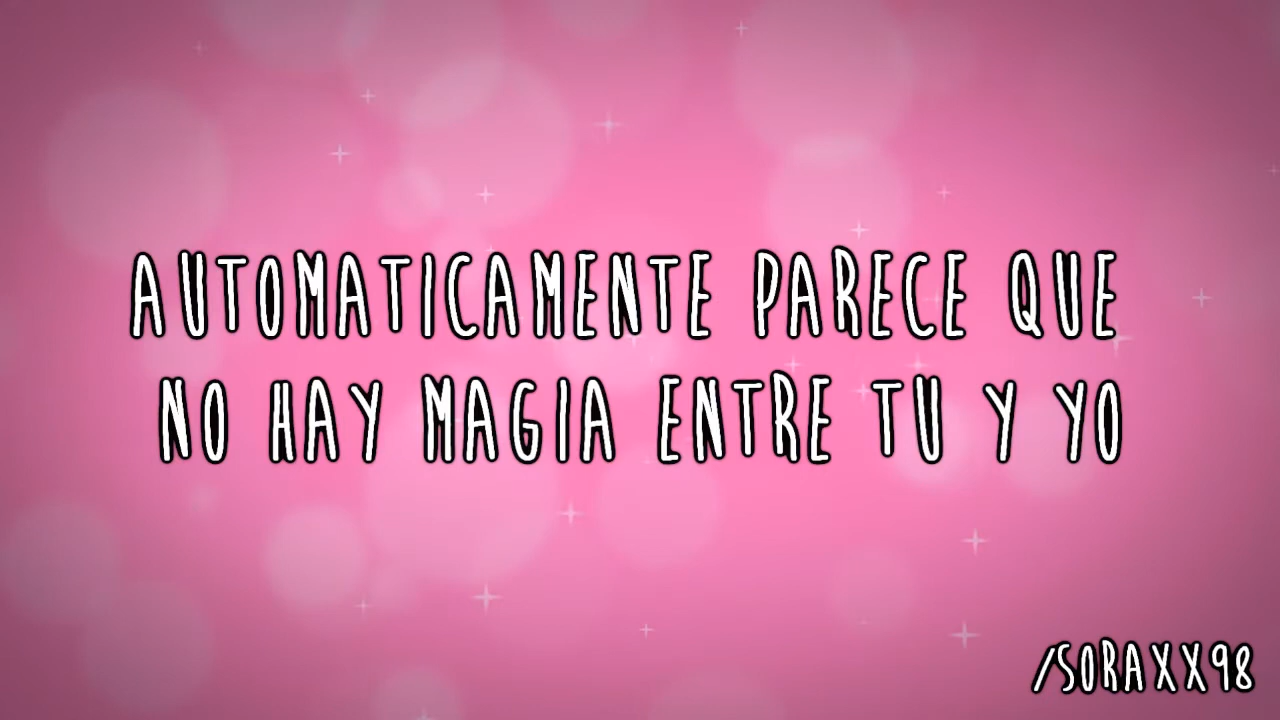 AUTOMATICAMENTE PARECE QUE
NO HAY MAGIA ENTRE TU Y YO
/SORAXX98